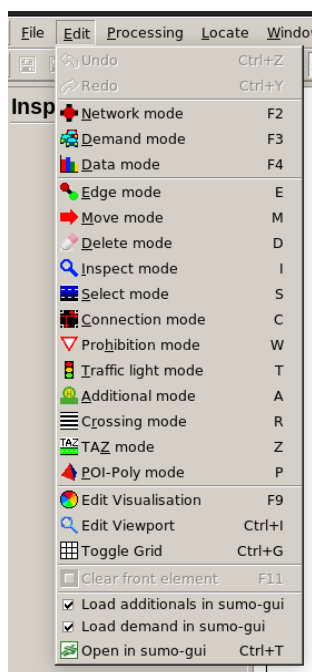 File Edit Processing Locate Windo
Undo Ctrl+Z
Redo Ctrl+Y
Insp
Network mode F2
Demand mode F3
Data mode F4
Edge mode E
Move mode M
Delete mode D
Inspect mode I
Select mode S
Connection mode C
Prohibition mode W
Traffic light mode T
Additional mode A
Crossing mode R
TAZ TAZ mode Z
POI-Poly mode P
Edit Visualisation F9
Edit Viewport Ctrl+I
Toggle Grid Ctrl+G
Clear front element F11
Load additionals in sumo-gui
Load demand in sumo-gui
Open in sumo-gui Ctrl+T